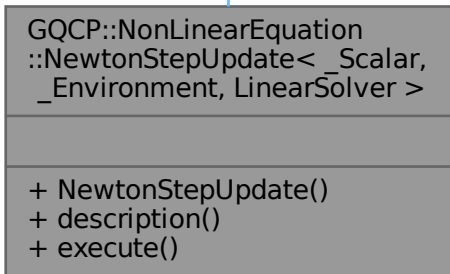 GQCP::NonLinearEquation
::NewtonStepUpdate< _Scalar,
_Environment, LinearSolver >
+ NewtonStepUpdate()
+ description()
+ execute()